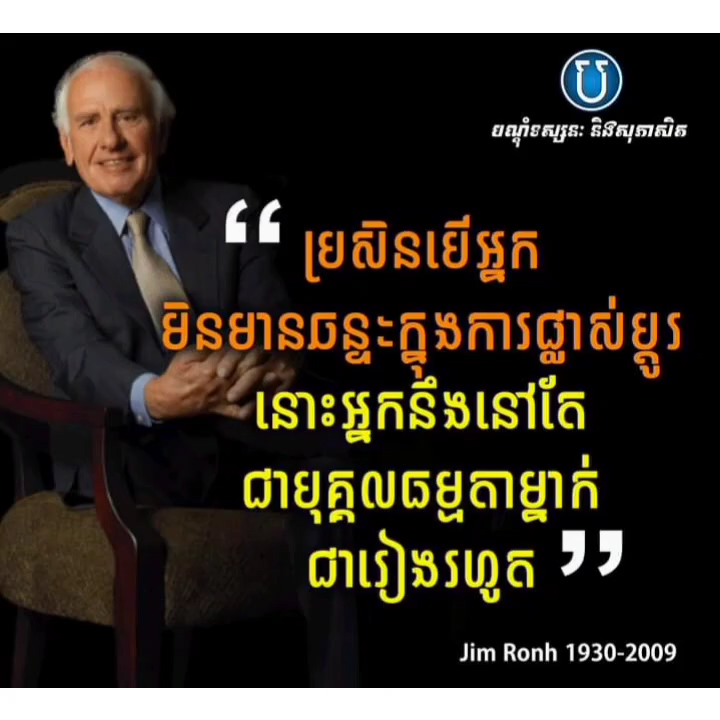 បណ្តុំទស្សនៈ និងសុភាសិត
“ ប្រសិនបើអ្នក
មិនមានឆន្ទៈក្នុងការផ្លាស់ប្តូរ
នោះអ្នកនឹងនៅតែ
ជាបុគ្គលធម្មតាម្នាក់
ជារៀងរហូត ”
Jim Ronh 1930-2009